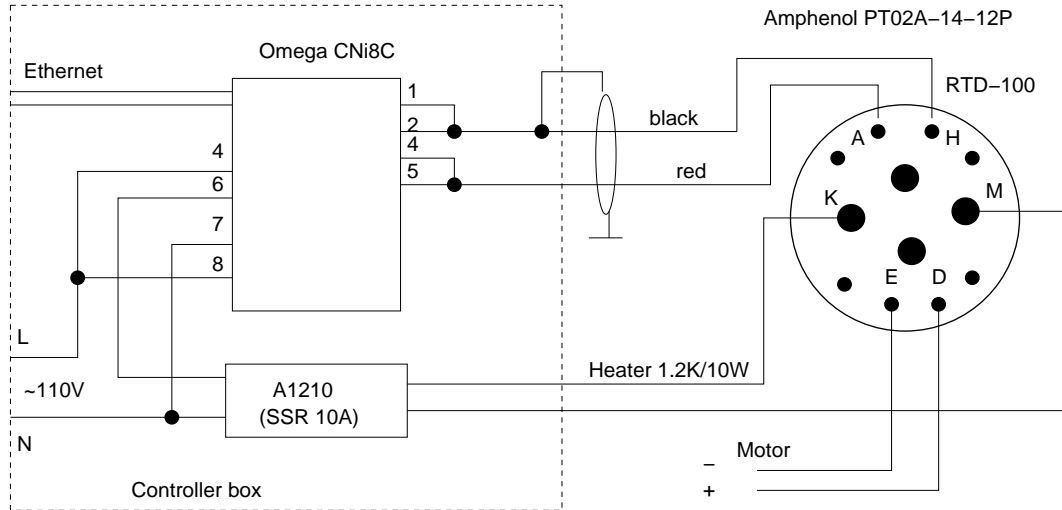 Amphenol PT02A–14–12P
Omega CNi8C
Ethernet
RTD–100
1
black
2
A
H
4
4
red
5
6
K
M
7
8
E
D
L
Heater 1.2K/10W
~110V
A1210
(SSR 10A)
N
Motor
–
+
Controller box